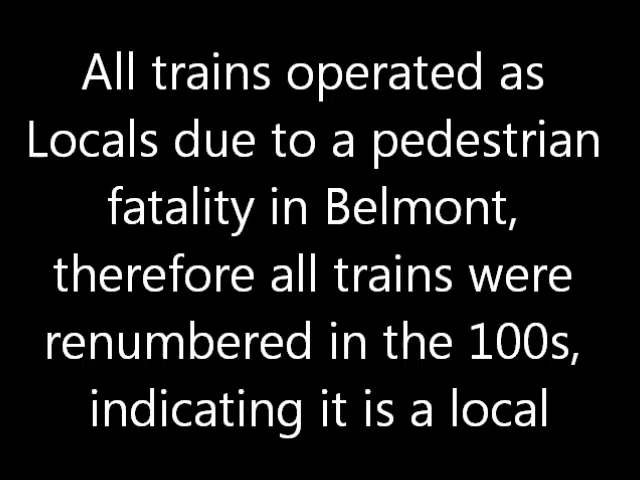 All trains operated as
Locals due to a pedestrian
fatality in Belmont,
therefore all trains were
renumbered in the 100s,
indicating it is a local